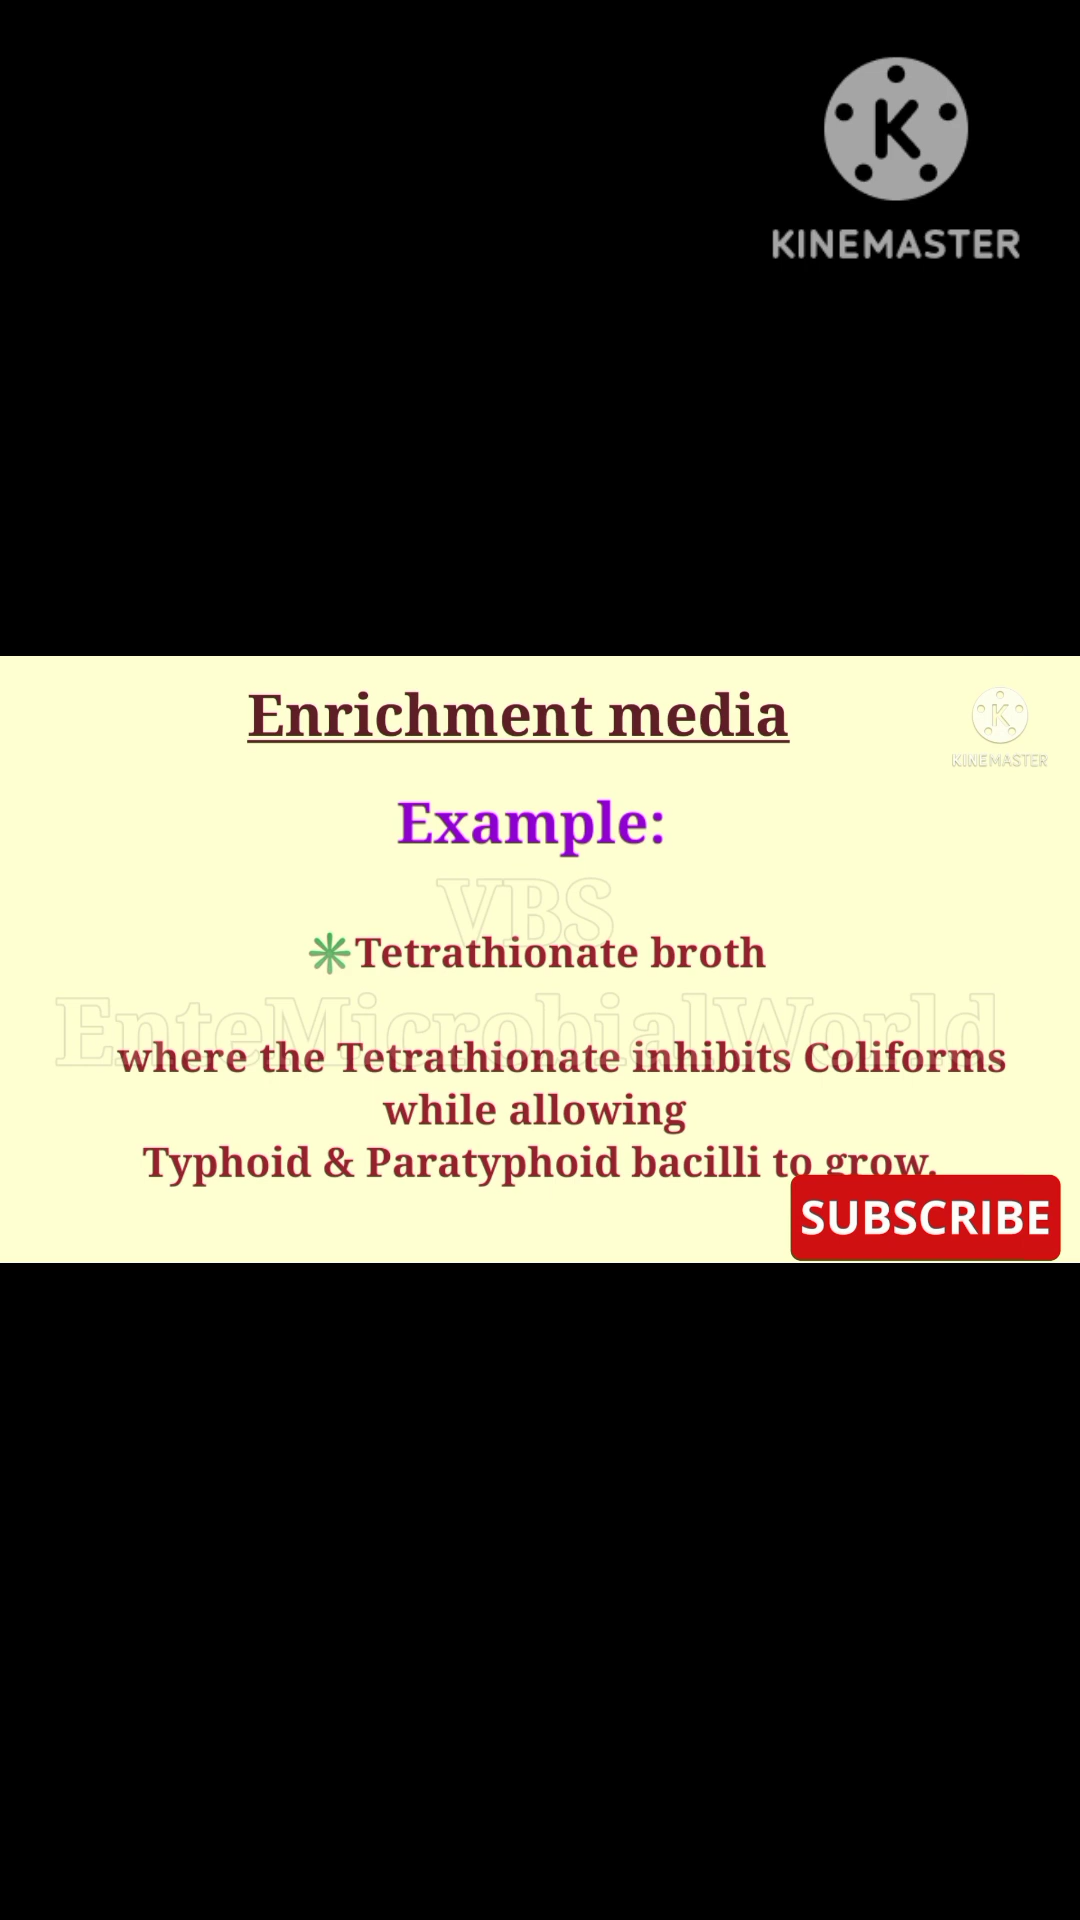 K
KINEMASTER
Enrichment media
K
KINEMASTER
Example:
VBS
✳Tetrathionate broth
EnteMicrobialWorld
where the Tetrathionate inhibits Coliforms
while allowing
Typhoid & Paratyphoid bacilli to grow.
SUBSCRIBE